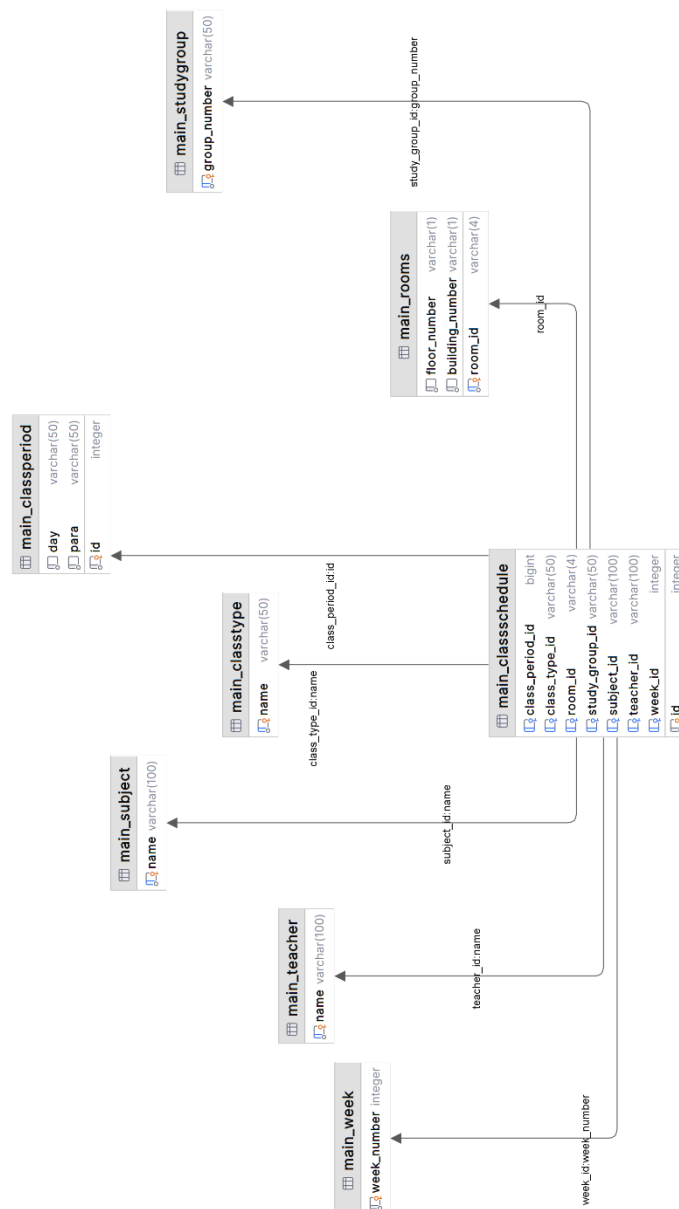 main_studygroup
group_number varchar(50)
study_group_id:group_number
main_rooms
floor_number varchar(1)
building_number varchar(1)
room_id varchar(4)
room_id
main_classperiod
day varchar(50)
para varchar(50)
id integer
class_period_id:id
main_classtype
name varchar(50)
class_type_id:name
main_classschedule
class_period_id bigint
class_type_id varchar(50)
room_id varchar(4)
study_group_id varchar(50)
subject_id varchar(100)
teacher_id varchar(100)
week_id integer
id integer
main_subject
name varchar(100)
subject_id:name
main_teacher
name varchar(100)
teacher_id:name
main_week
week_number integer
week_id:week_number